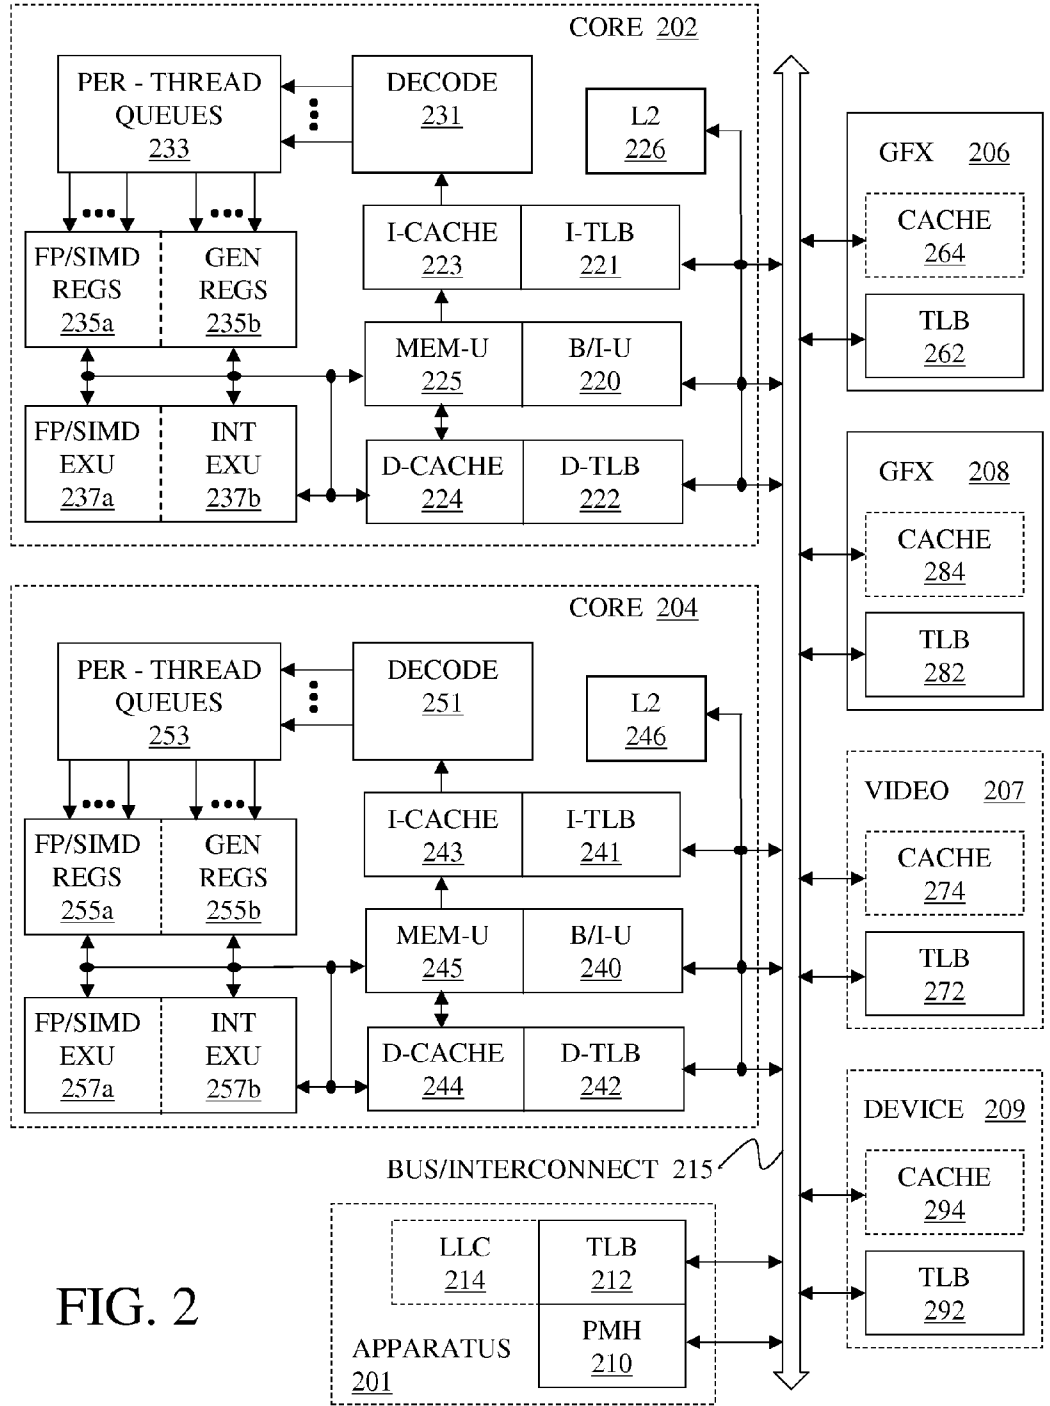 CORE 202
PER - THREAD
QUEUES
233
DECODE
231
L2
226
I-CACHE
223
I-TLB
221
FP/SIMD
REGS
235a
GEN
REGS
235b
MEM-U
225
B/I-U
220
FP/SIMD
EXU
237a
INT
EXU
237b
D-CACHE
224
D-TLB
222
CORE 204
PER - THREAD
QUEUES
253
DECODE
251
L2
246
I-CACHE
243
I-TLB
241
FP/SIMD
REGS
255a
GEN
REGS
255b
MEM-U
245
B/I-U
240
FP/SIMD
EXU
257a
INT
EXU
257b
D-CACHE
244
D-TLB
242
GFX 206
CACHE
264
TLB
262
GFX 208
CACHE
284
TLB
282
VIDEO 207
CACHE
274
TLB
272
DEVICE 209
CACHE
294
TLB
292
BUS/INTERCONNECT 215
LLC
214
TLB
212
PMH
210
APPARATUS
201
FIG. 2